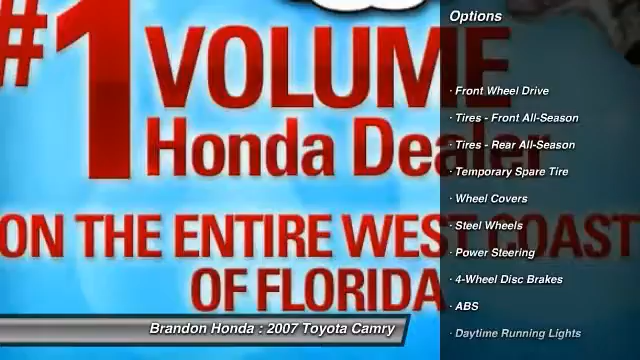 #1 VOLUME
Honda Dealer
ON THE ENTIRE WEST COAST
OF FLORIDA
Brandon Honda : 2007 Toyota Camry
Options
· Front Wheel Drive
· Tires - Front All-Season
· Tires - Rear All-Season
· Temporary Spare Tire
· Wheel Covers
· Steel Wheels
· Power Steering
· 4-Wheel Disc Brakes
· ABS
· Daytime Running Lights